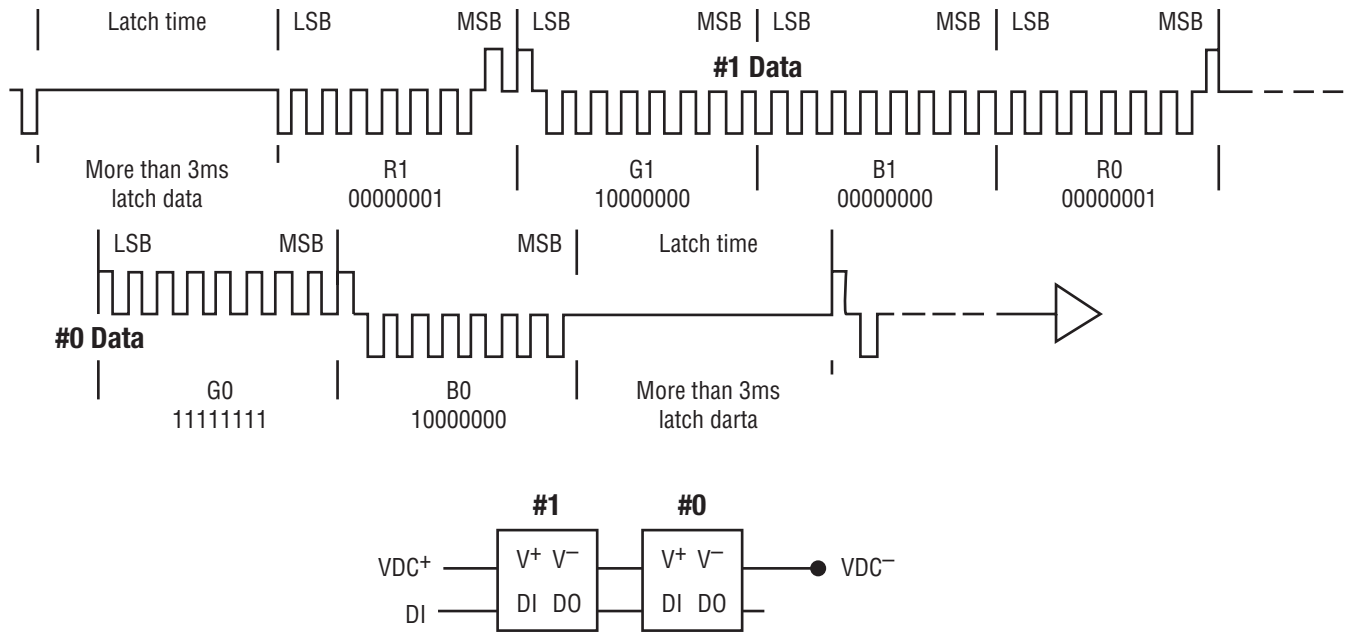 Latch time LSB MSB LSB MSB LSB MSB LSB MSB
#1 Data
More than 3ms R1 G1 B1 R0
latch data 00000001 10000000 00000000 00000001
LSB MSB MSB Latch time
#0 Data
G0 B0 More than 3ms
11111111 10000000 latch darta
#1 #0
VDC+ V+ V– V+ V– VDC–
DI DI DO DI DO